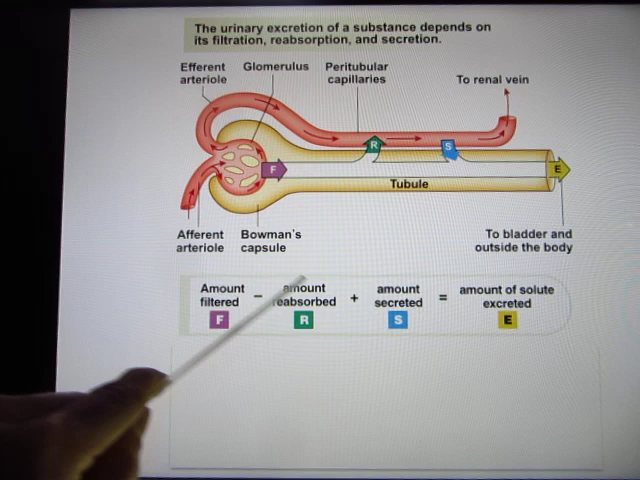 The urinary excretion of a substance depends on
its filtration, reabsorption, and secretion.
Efferent
arteriole
Glomerulus
Peritubular
capillaries
To renal vein
R
S
F
E
Tubule
Afferent
arteriole
Bowman's
capsule
To bladder and
outside the body
Amount
filtered
F
–
amount
reabsorbed
R
+
amount
secreted
S
=
amount of solute
excreted
E